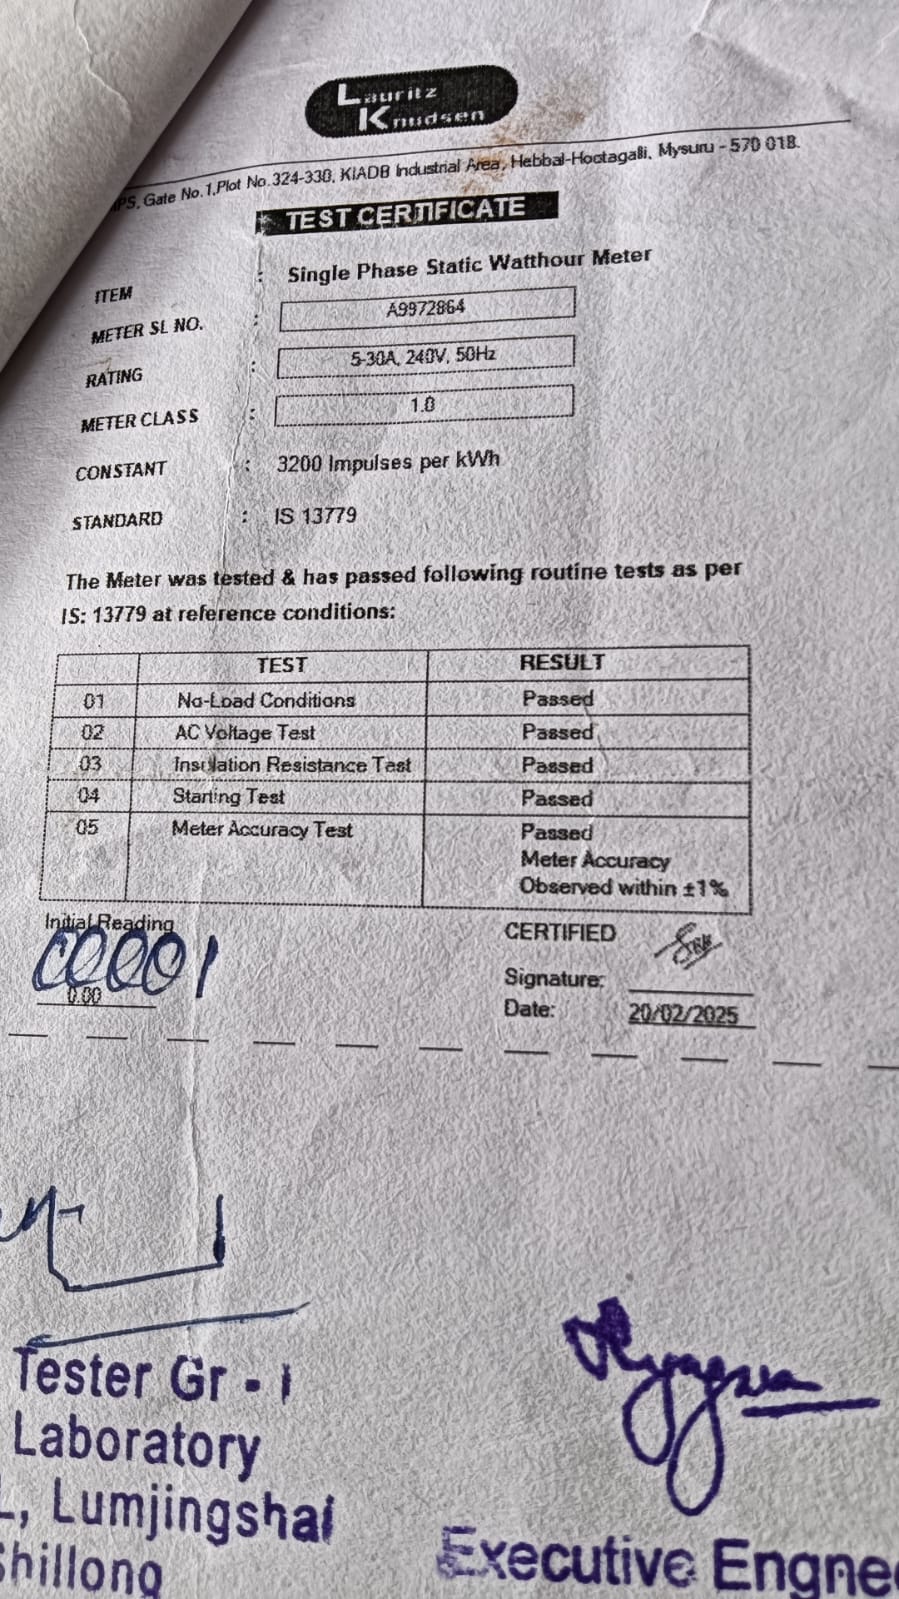 Lauritz
Knudsen
PS, Gate No.1,Plot No.324-330, KIADB Industrial Area, Hebbal-Hootagalli, Mysuru - 570 018.
TEST CERTIFICATE
ITEM : Single Phase Static Watthour Meter
METER SL NO. : A9972864
RATING : 5-30A, 240V, 50Hz
METER CLASS : 1.0
CONSTANT : 3200 Impulses per kWh
STANDARD : IS 13779
The Meter was tested & has passed following routine tests as per
IS: 13779 at reference conditions:
TEST RESULT
01 No-Load Conditions Passed
02 AC Voltage Test Passed
03 Insulation Resistance Test Passed
04 Starting Test Passed
05 Meter Accuracy Test Passed
Meter Accuracy
Observed within ±1%
Initial Reading
00001
0.00
CERTIFIED
Signature:
Date: 20/02/2025
Tester Gr - I
Laboratory
L, Lumjingshai
Shillong
Executive Engnee